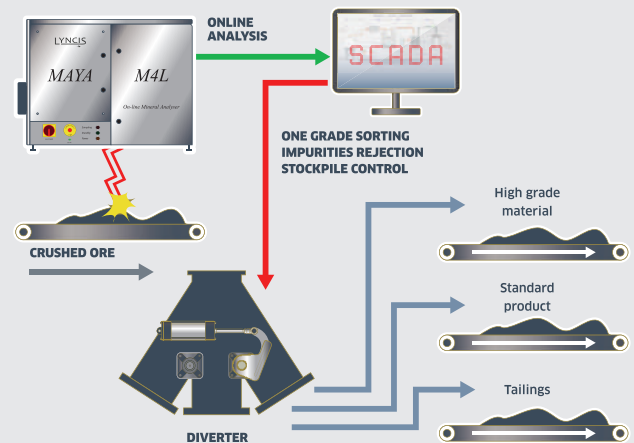 ONLINE
ANALYSIS
LYNCIS
MAYA
M4L
On-line Mineral Analyser
SCADA
ONE GRADE SORTING
IMPURITIES REJECTION
STOCKPILE CONTROL
CRUSHED ORE
High grade
material
Standard
product
Tailings
DIVERTER